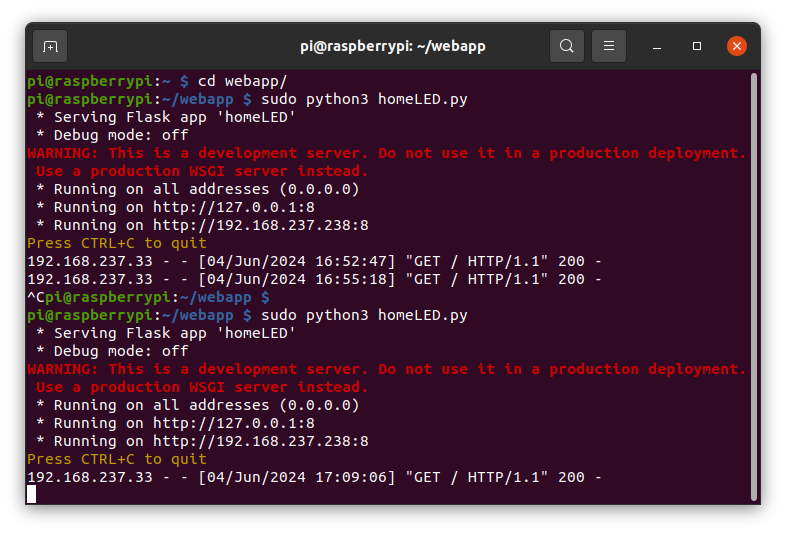 pi@raspberrypi: ~/webapp
pi@raspberrypi:~ $ cd webapp/
pi@raspberrypi:~/webapp $ sudo python3 homeLED.py
 * Serving Flask app 'homeLED'
 * Debug mode: off
WARNING: This is a development server. Do not use it in a production deployment.
 Use a production WSGI server instead.
 * Running on all addresses (0.0.0.0)
 * Running on http://127.0.0.1:8
 * Running on http://192.168.237.238:8
Press CTRL+C to quit
192.168.237.33 - - [04/Jun/2024 16:52:47] "GET / HTTP/1.1" 200 -
192.168.237.33 - - [04/Jun/2024 16:55:18] "GET / HTTP/1.1" 200 -
^Cpi@raspberrypi:~/webapp $
pi@raspberrypi:~/webapp $ sudo python3 homeLED.py
 * Serving Flask app 'homeLED'
 * Debug mode: off
WARNING: This is a development server. Do not use it in a production deployment.
 Use a production WSGI server instead.
 * Running on all addresses (0.0.0.0)
 * Running on http://127.0.0.1:8
 * Running on http://192.168.237.238:8
Press CTRL+C to quit
192.168.237.33 - - [04/Jun/2024 17:09:06] "GET / HTTP/1.1" 200 -